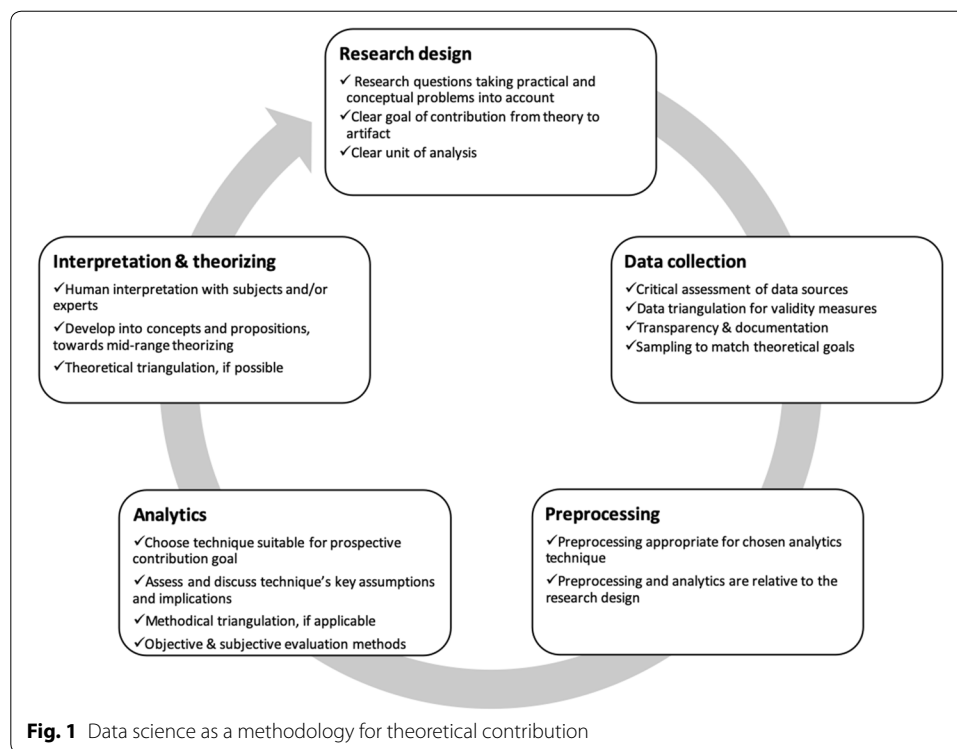 Research design
✓ Research questions taking practical and
conceptual problems into account
✓Clear goal of contribution from theory to
artifact
✓Clear unit of analysis
Data collection
✓Critical assessment of data sources
✓Data triangulation for validity measures
✓Transparency & documentation
✓Sampling to match theoretical goals
Preprocessing
✓Preprocessing appropriate for chosen analytics
technique
✓Preprocessing and analytics are relative to the
research design
Analytics
✓Choose technique suitable for prospective
contribution goal
✓Assess and discuss technique's key assumptions
and implications
✓Methodical triangulation, if applicable
✓Objective & subjective evaluation methods
Interpretation & theorizing
✓Human interpretation with subjects and/or
experts
✓Develop into concepts and propositions,
towards mid-range theorizing
✓Theoretical triangulation, if possible
Fig. 1 Data science as a methodology for theoretical contribution